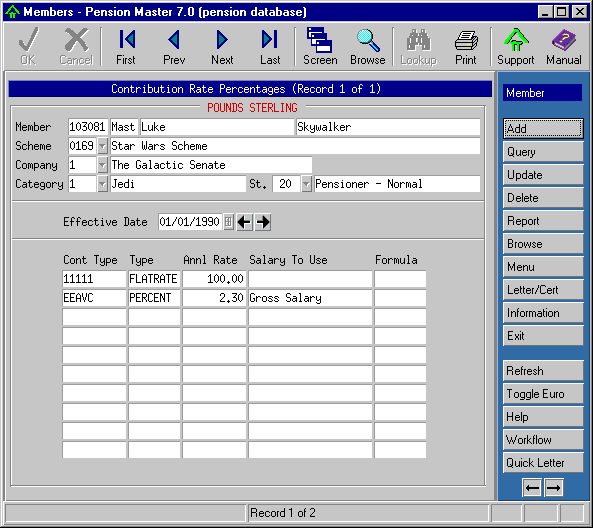 Members - Pension Master 7.0 (pension database)
OK Cancel First Prev Next Last Screen Browse Lookup Print Support Manual
Contribution Rate Percentages (Record 1 of 1)
POUNDS STERLING
Member 103081 Mast Luke Skywalker
Scheme 0169 Star Wars Scheme
Company 1 The Galactic Senate
Category 1 Jedi St. 20 Pensioner - Normal
Effective Date 01/01/1990
Cont Type Type Annl Rate Salary To Use Formula
11111 FLATRATE 100.00
EEAVC PERCENT 2.30 Gross Salary
Member
Add
Query
Update
Delete
Report
Browse
Menu
Letter/Cert
Information
Exit
Refresh
Toggle Euro
Help
Workflow
Quick Letter
Record 1 of 2